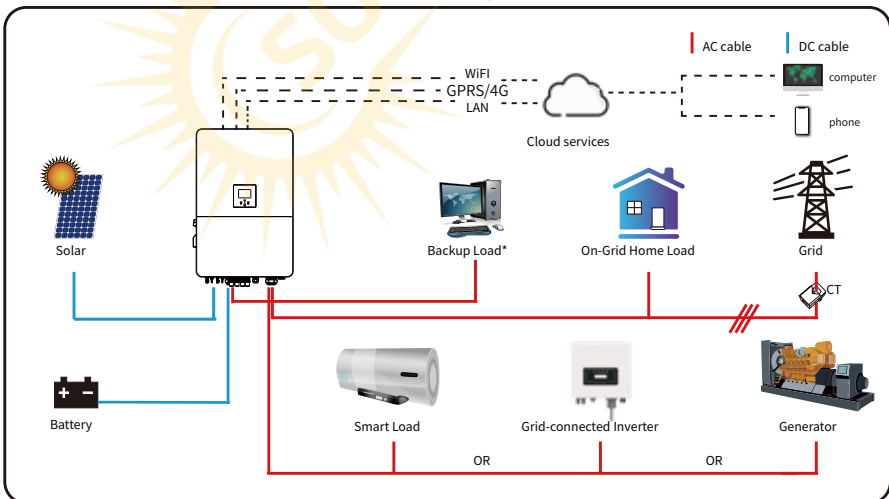 AC cable
DC cable
WiFI
GPRS/4G
LAN
Cloud services
computer
phone
Solar
Backup Load*
On-Grid Home Load
Grid
CT
Battery
Smart Load
Grid-connected Inverter
Generator
OR
OR